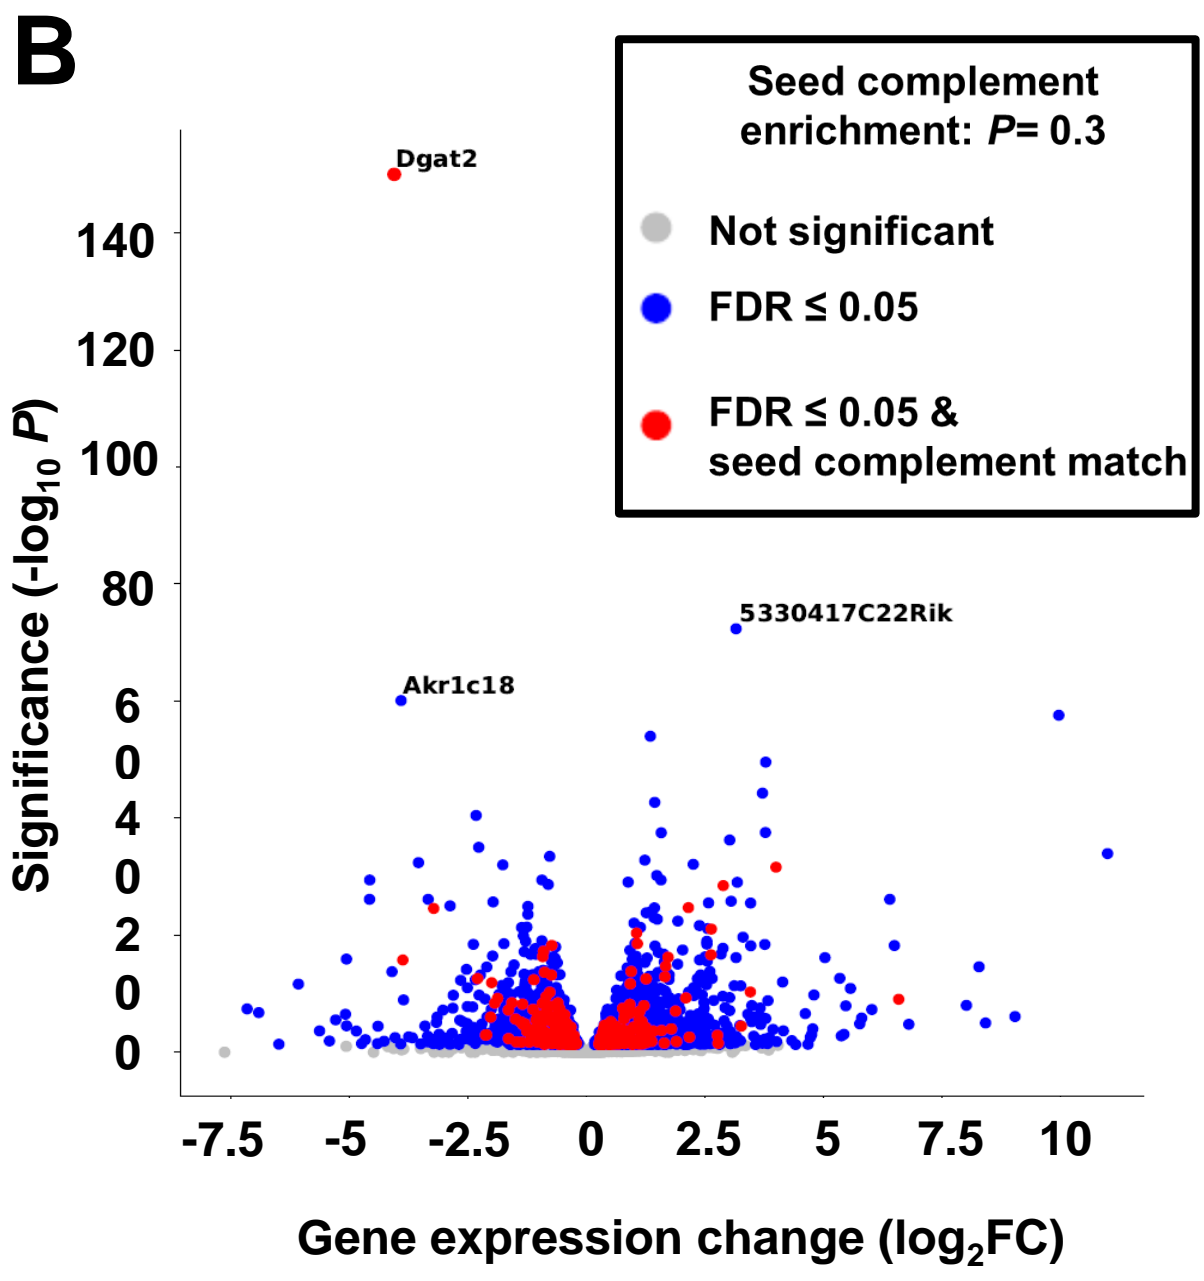 B
Seed complement
enrichment: P= 0.3
Not significant
FDR ≤ 0.05
FDR ≤ 0.05 &
seed complement match
Significance (-log10 P)
140
120
100
80
6
0
4
0
2
0
0
Dgat2
5330417C22Rik
Akr1c18
-7.5 -5 -2.5 0 2.5 5 7.5 10
Gene expression change (log2FC)